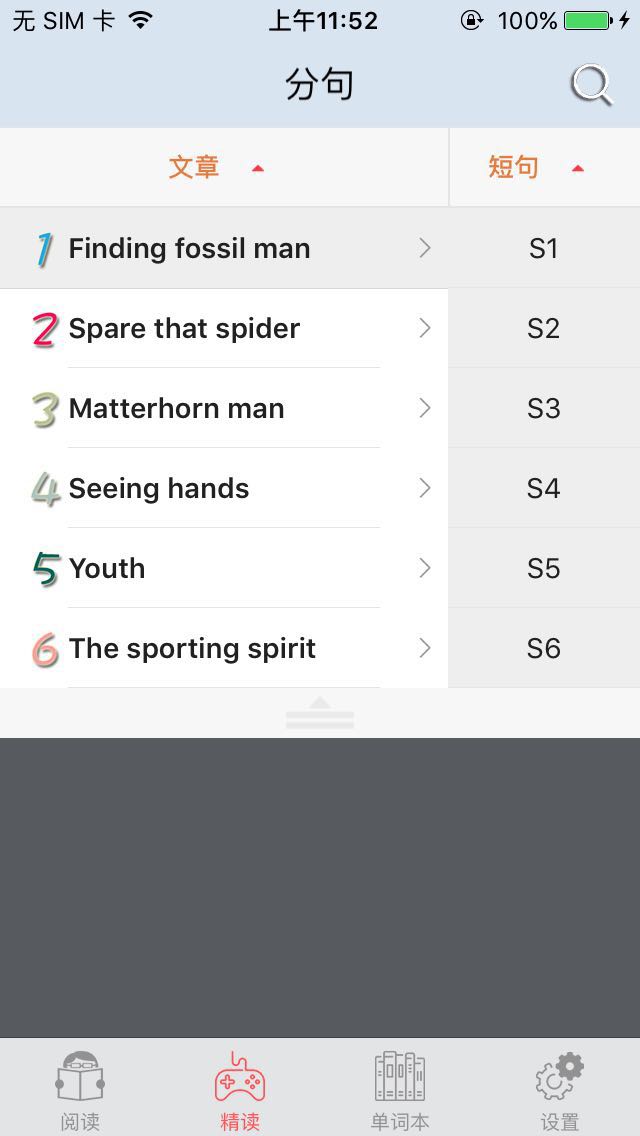 无 SIM 卡 上午11:52 100%
分句
文章 短句
1 Finding fossil man S1
2 Spare that spider S2
3 Matterhorn man S3
4 Seeing hands S4
5 Youth S5
6 The sporting spirit S6
阅读 精读 单词本 设置